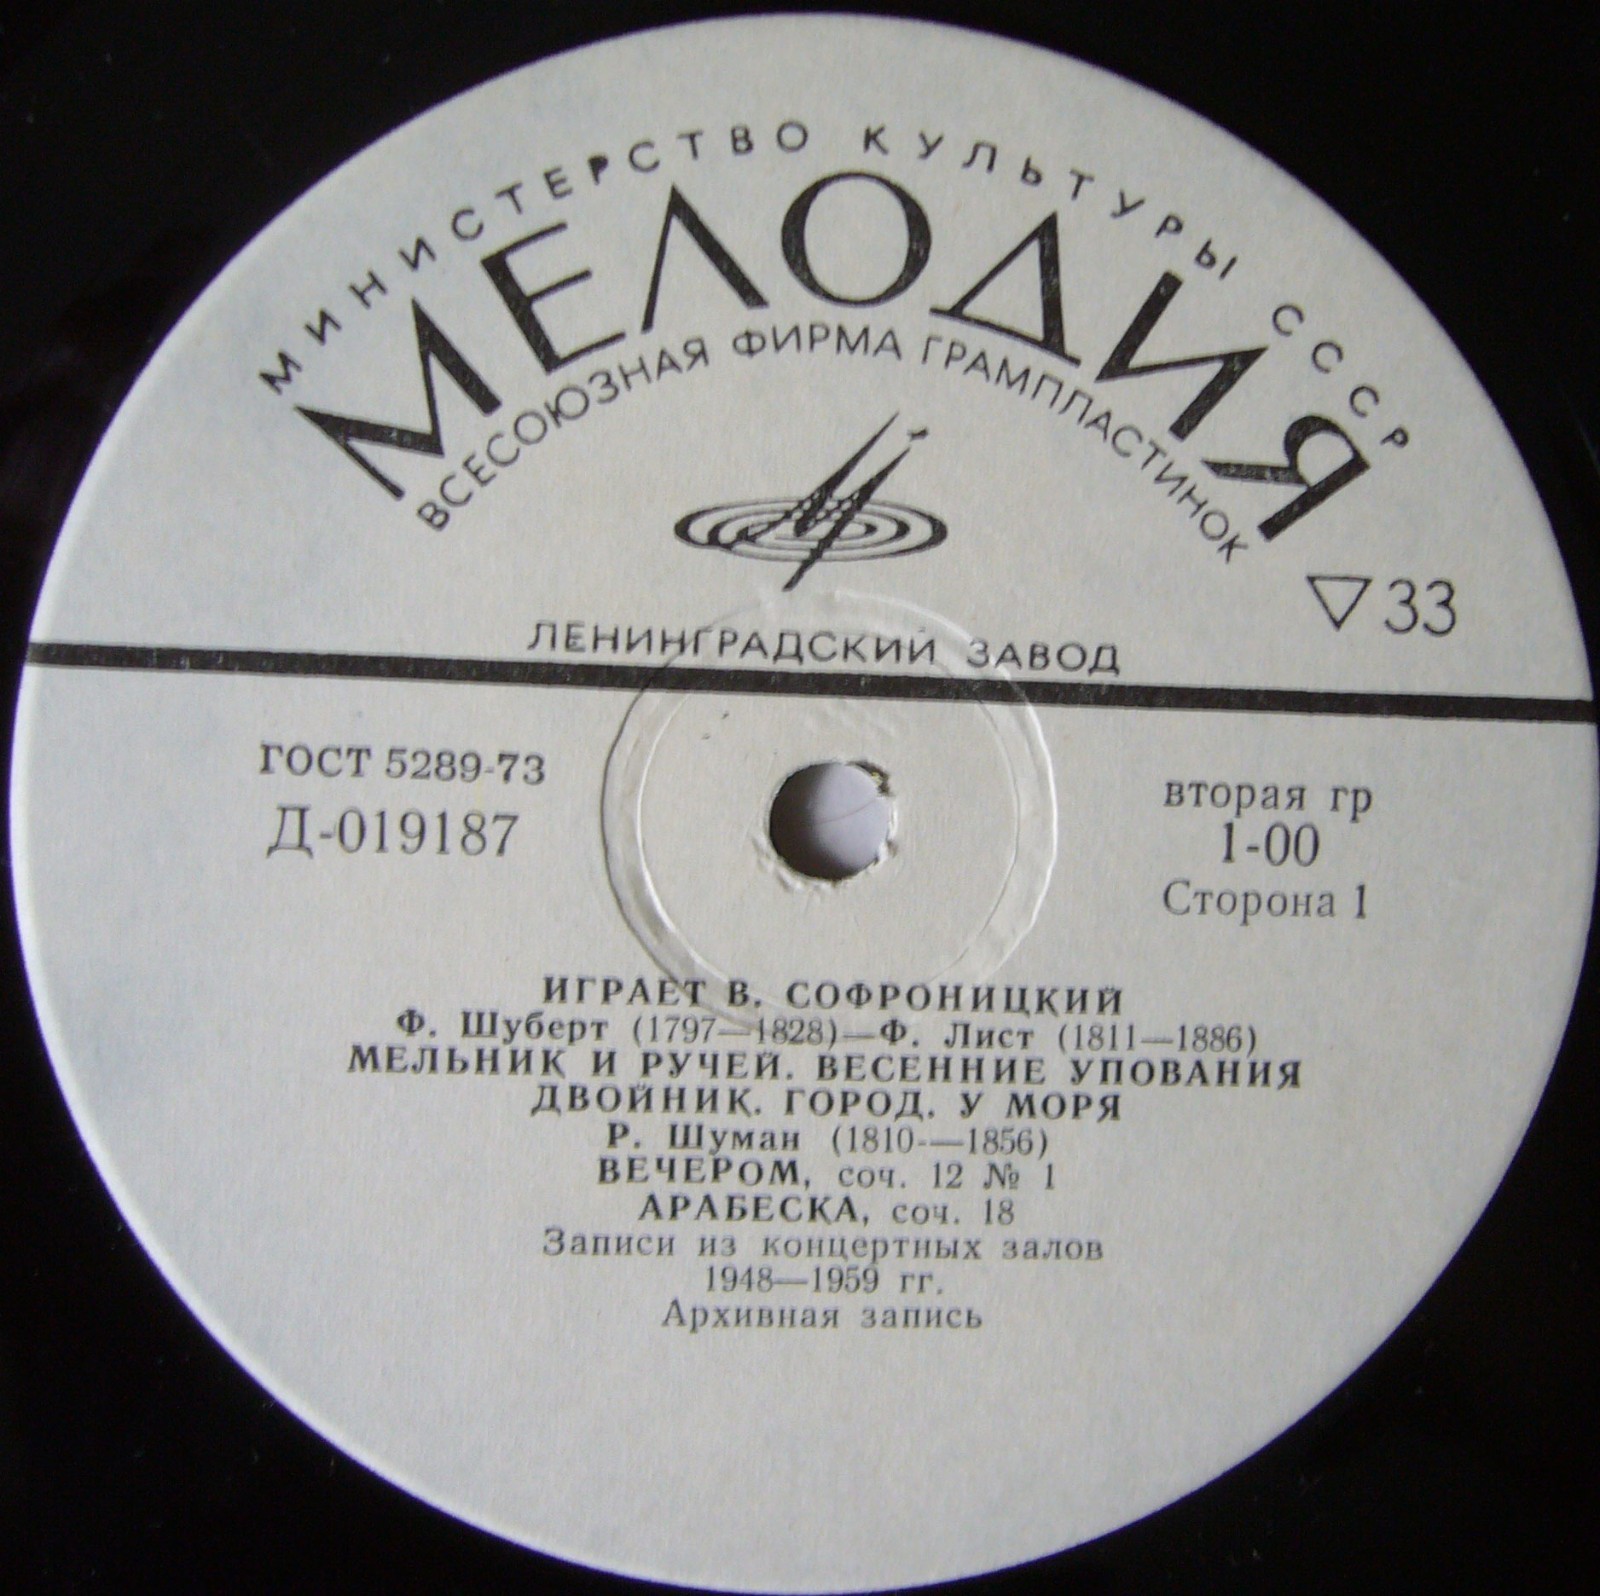 МИНИСТЕРСТВО КУЛЬТУРЫ СССР
МЕЛОДИЯ
ВСЕСОЮЗНАЯ ФИРМА ГРАМПЛАСТИНОК
▽33
ЛЕНИНГРАДСКИЙ ЗАВОД
ГОСТ 5289-73
Д-019187
вторая гр
1-00
Сторона 1
ИГРАЕТ В. СОФРОНИЦКИЙ
Ф. Шуберт (1797—1828)—Ф. Лист (1811—1886)
МЕЛЬНИК И РУЧЕЙ. ВЕСЕННИЕ УПОВАНИЯ
ДВОЙНИК. ГОРОД. У МОРЯ
Р. Шуман (1810-—1856)
ВЕЧЕРОМ, соч. 12 № 1
АРАБЕСКА, соч. 18
Записи из концертных залов
1948—1959 гг.
Архивная запись